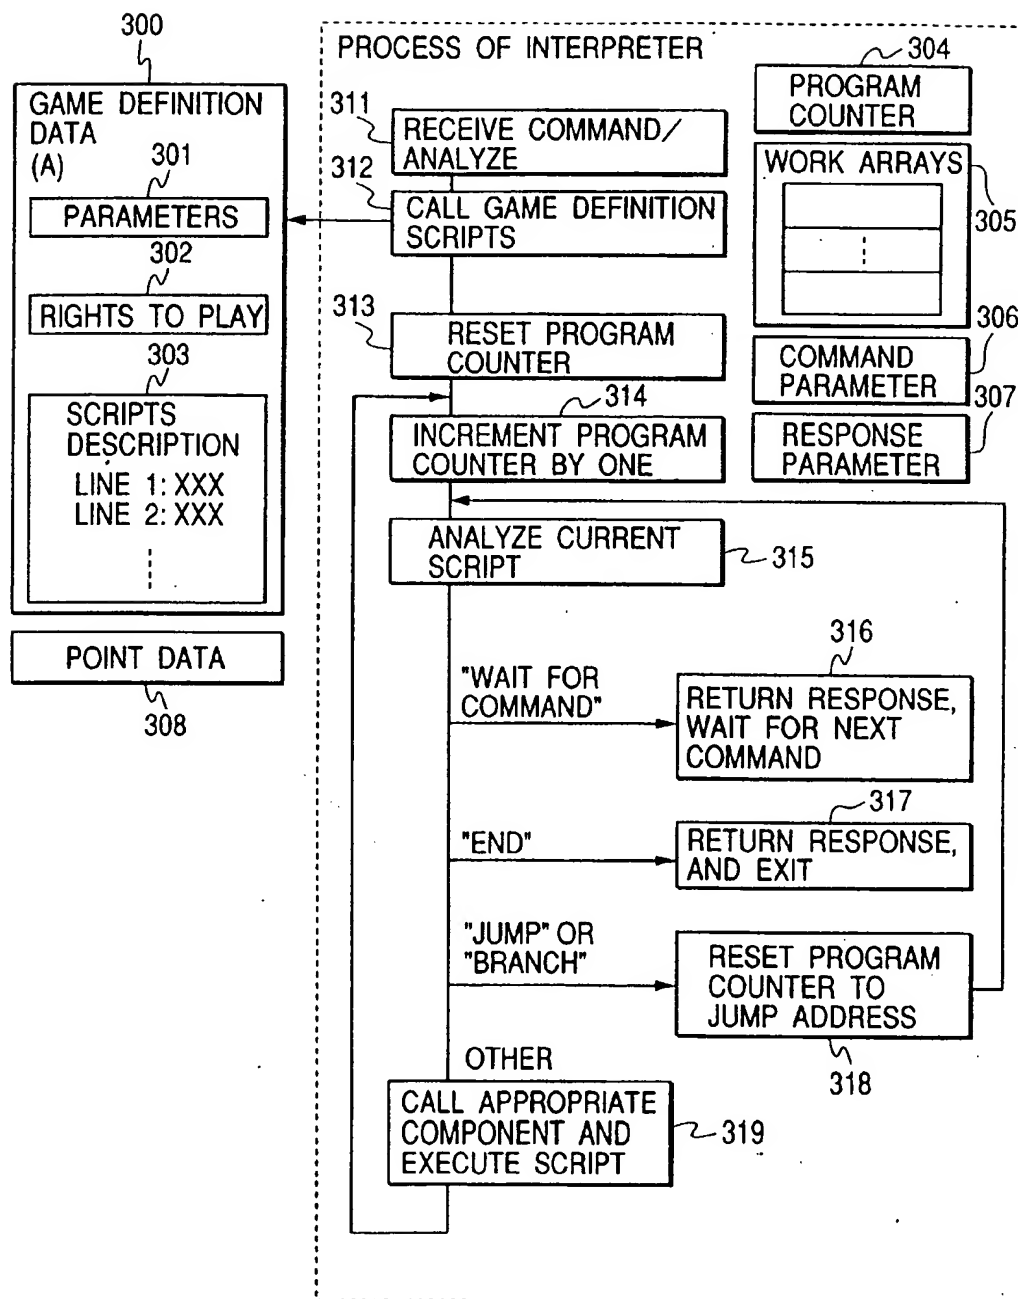 300
GAME DEFINITION
DATA
(A)
301
PARAMETERS
302
RIGHTS TO PLAY
303
SCRIPTS
DESCRIPTION
LINE 1: XXX
LINE 2: XXX
POINT DATA
308
PROCESS OF INTERPRETER
311
RECEIVE COMMAND/
ANALYZE
312
CALL GAME DEFINITION
SCRIPTS
313
RESET PROGRAM
COUNTER
314
INCREMENT PROGRAM
COUNTER BY ONE
ANALYZE CURRENT
SCRIPT
315
304
PROGRAM
COUNTER
WORK ARRAYS
305
306
COMMAND
PARAMETER
307
RESPONSE
PARAMETER
"WAIT FOR
COMMAND"
316
RETURN RESPONSE,
WAIT FOR NEXT
COMMAND
"END"
317
RETURN RESPONSE,
AND EXIT
"JUMP" OR
"BRANCH"
RESET PROGRAM
COUNTER TO
JUMP ADDRESS
318
OTHER
CALL APPROPRIATE
COMPONENT AND
EXECUTE SCRIPT
319